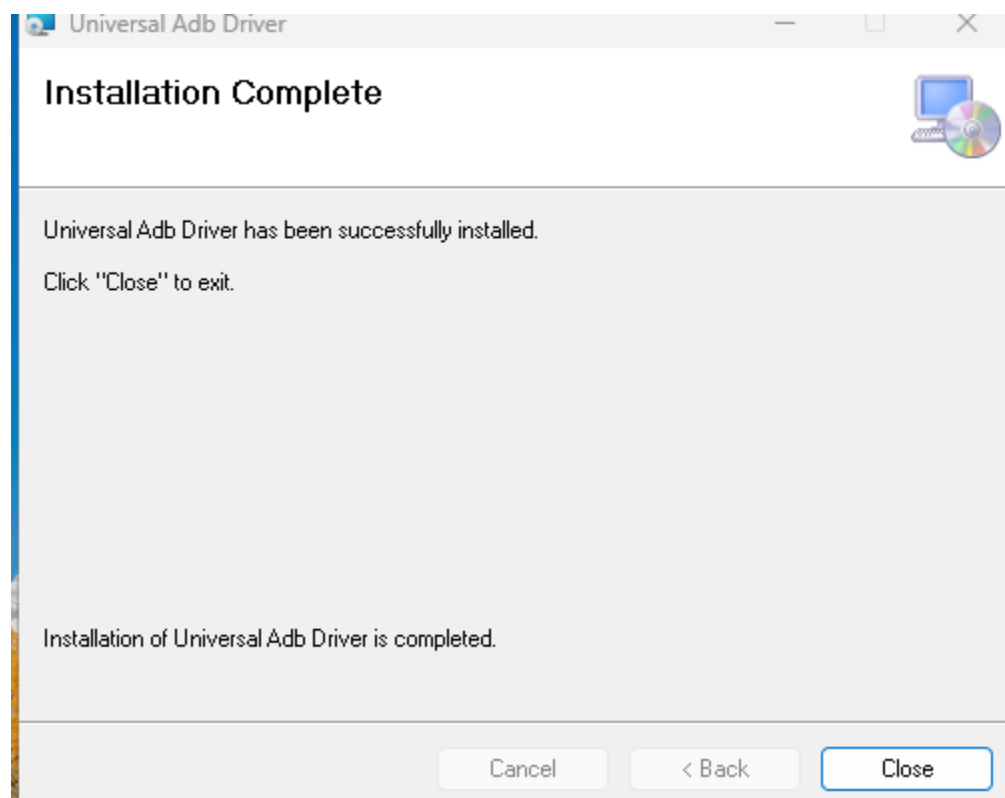 Universal Adb Driver
Installation Complete
Universal Adb Driver has been successfully installed.
Click "Close" to exit.
Installation of Universal Adb Driver is completed.
Cancel
< Back
Close